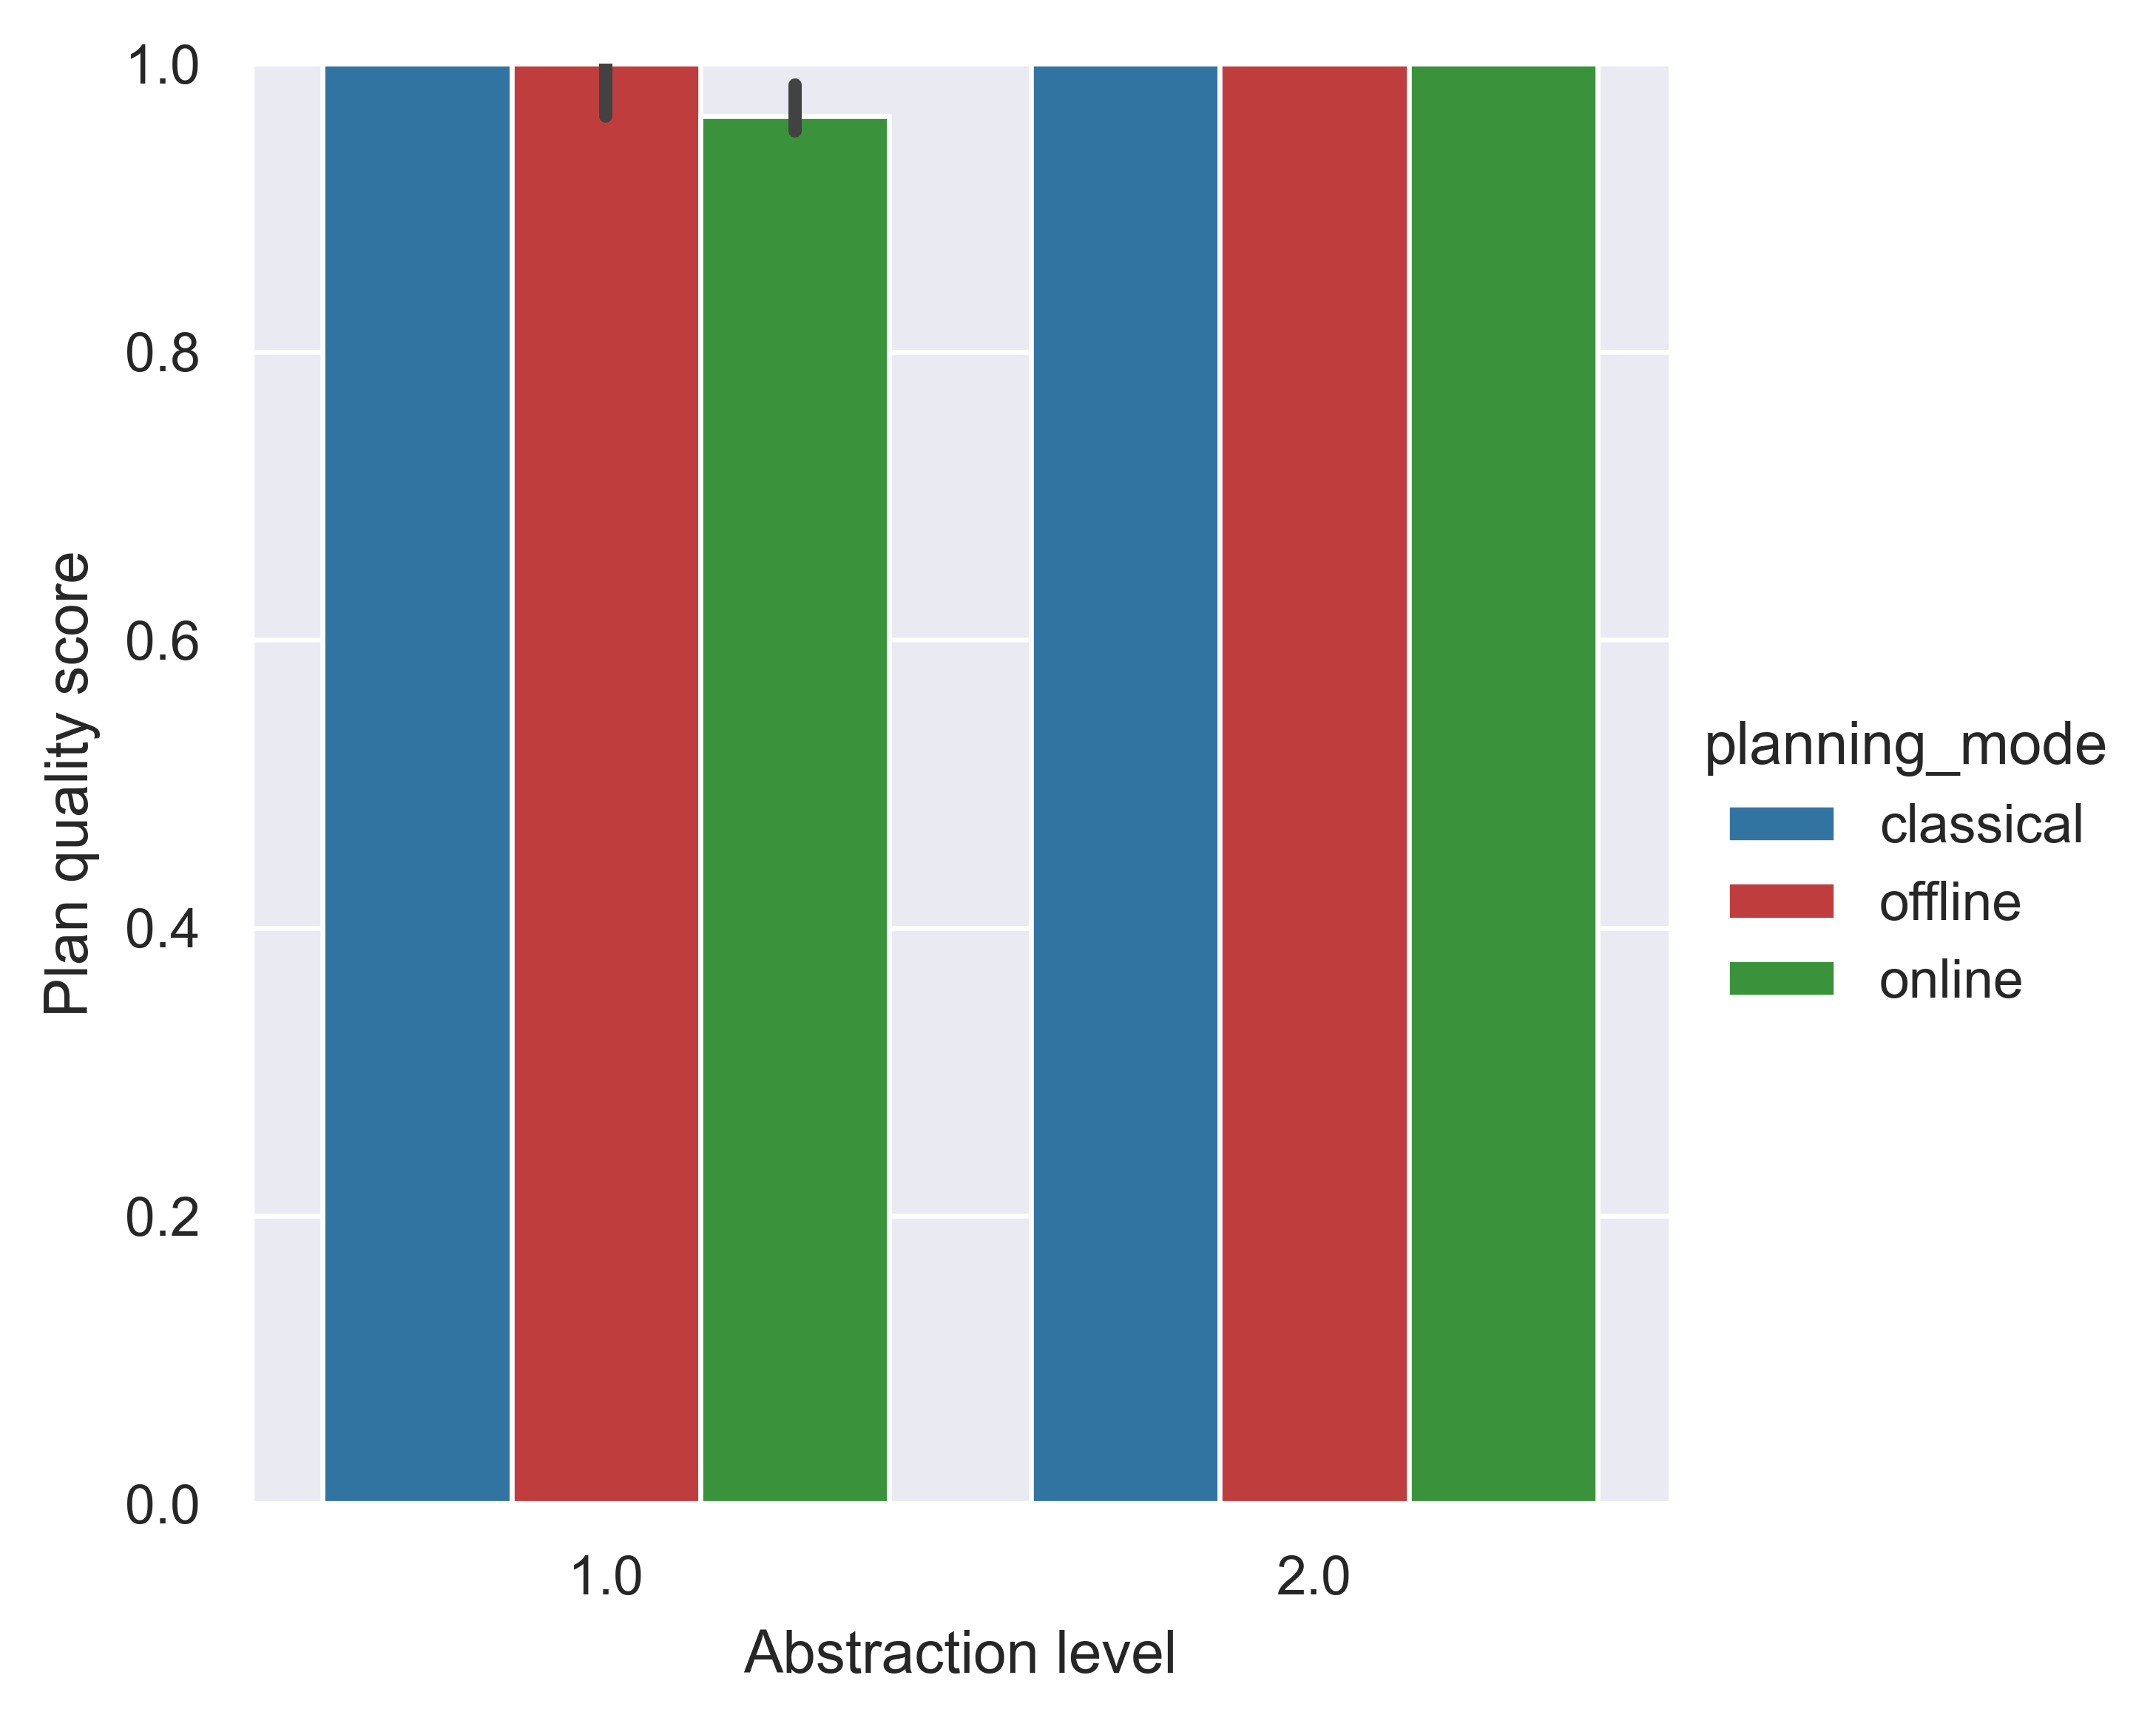 1.0
0.8
0.6
0.4
0.2
0.0
Plan quality score
1.0
2.0
Abstraction level
planning_mode
classical
offline
online